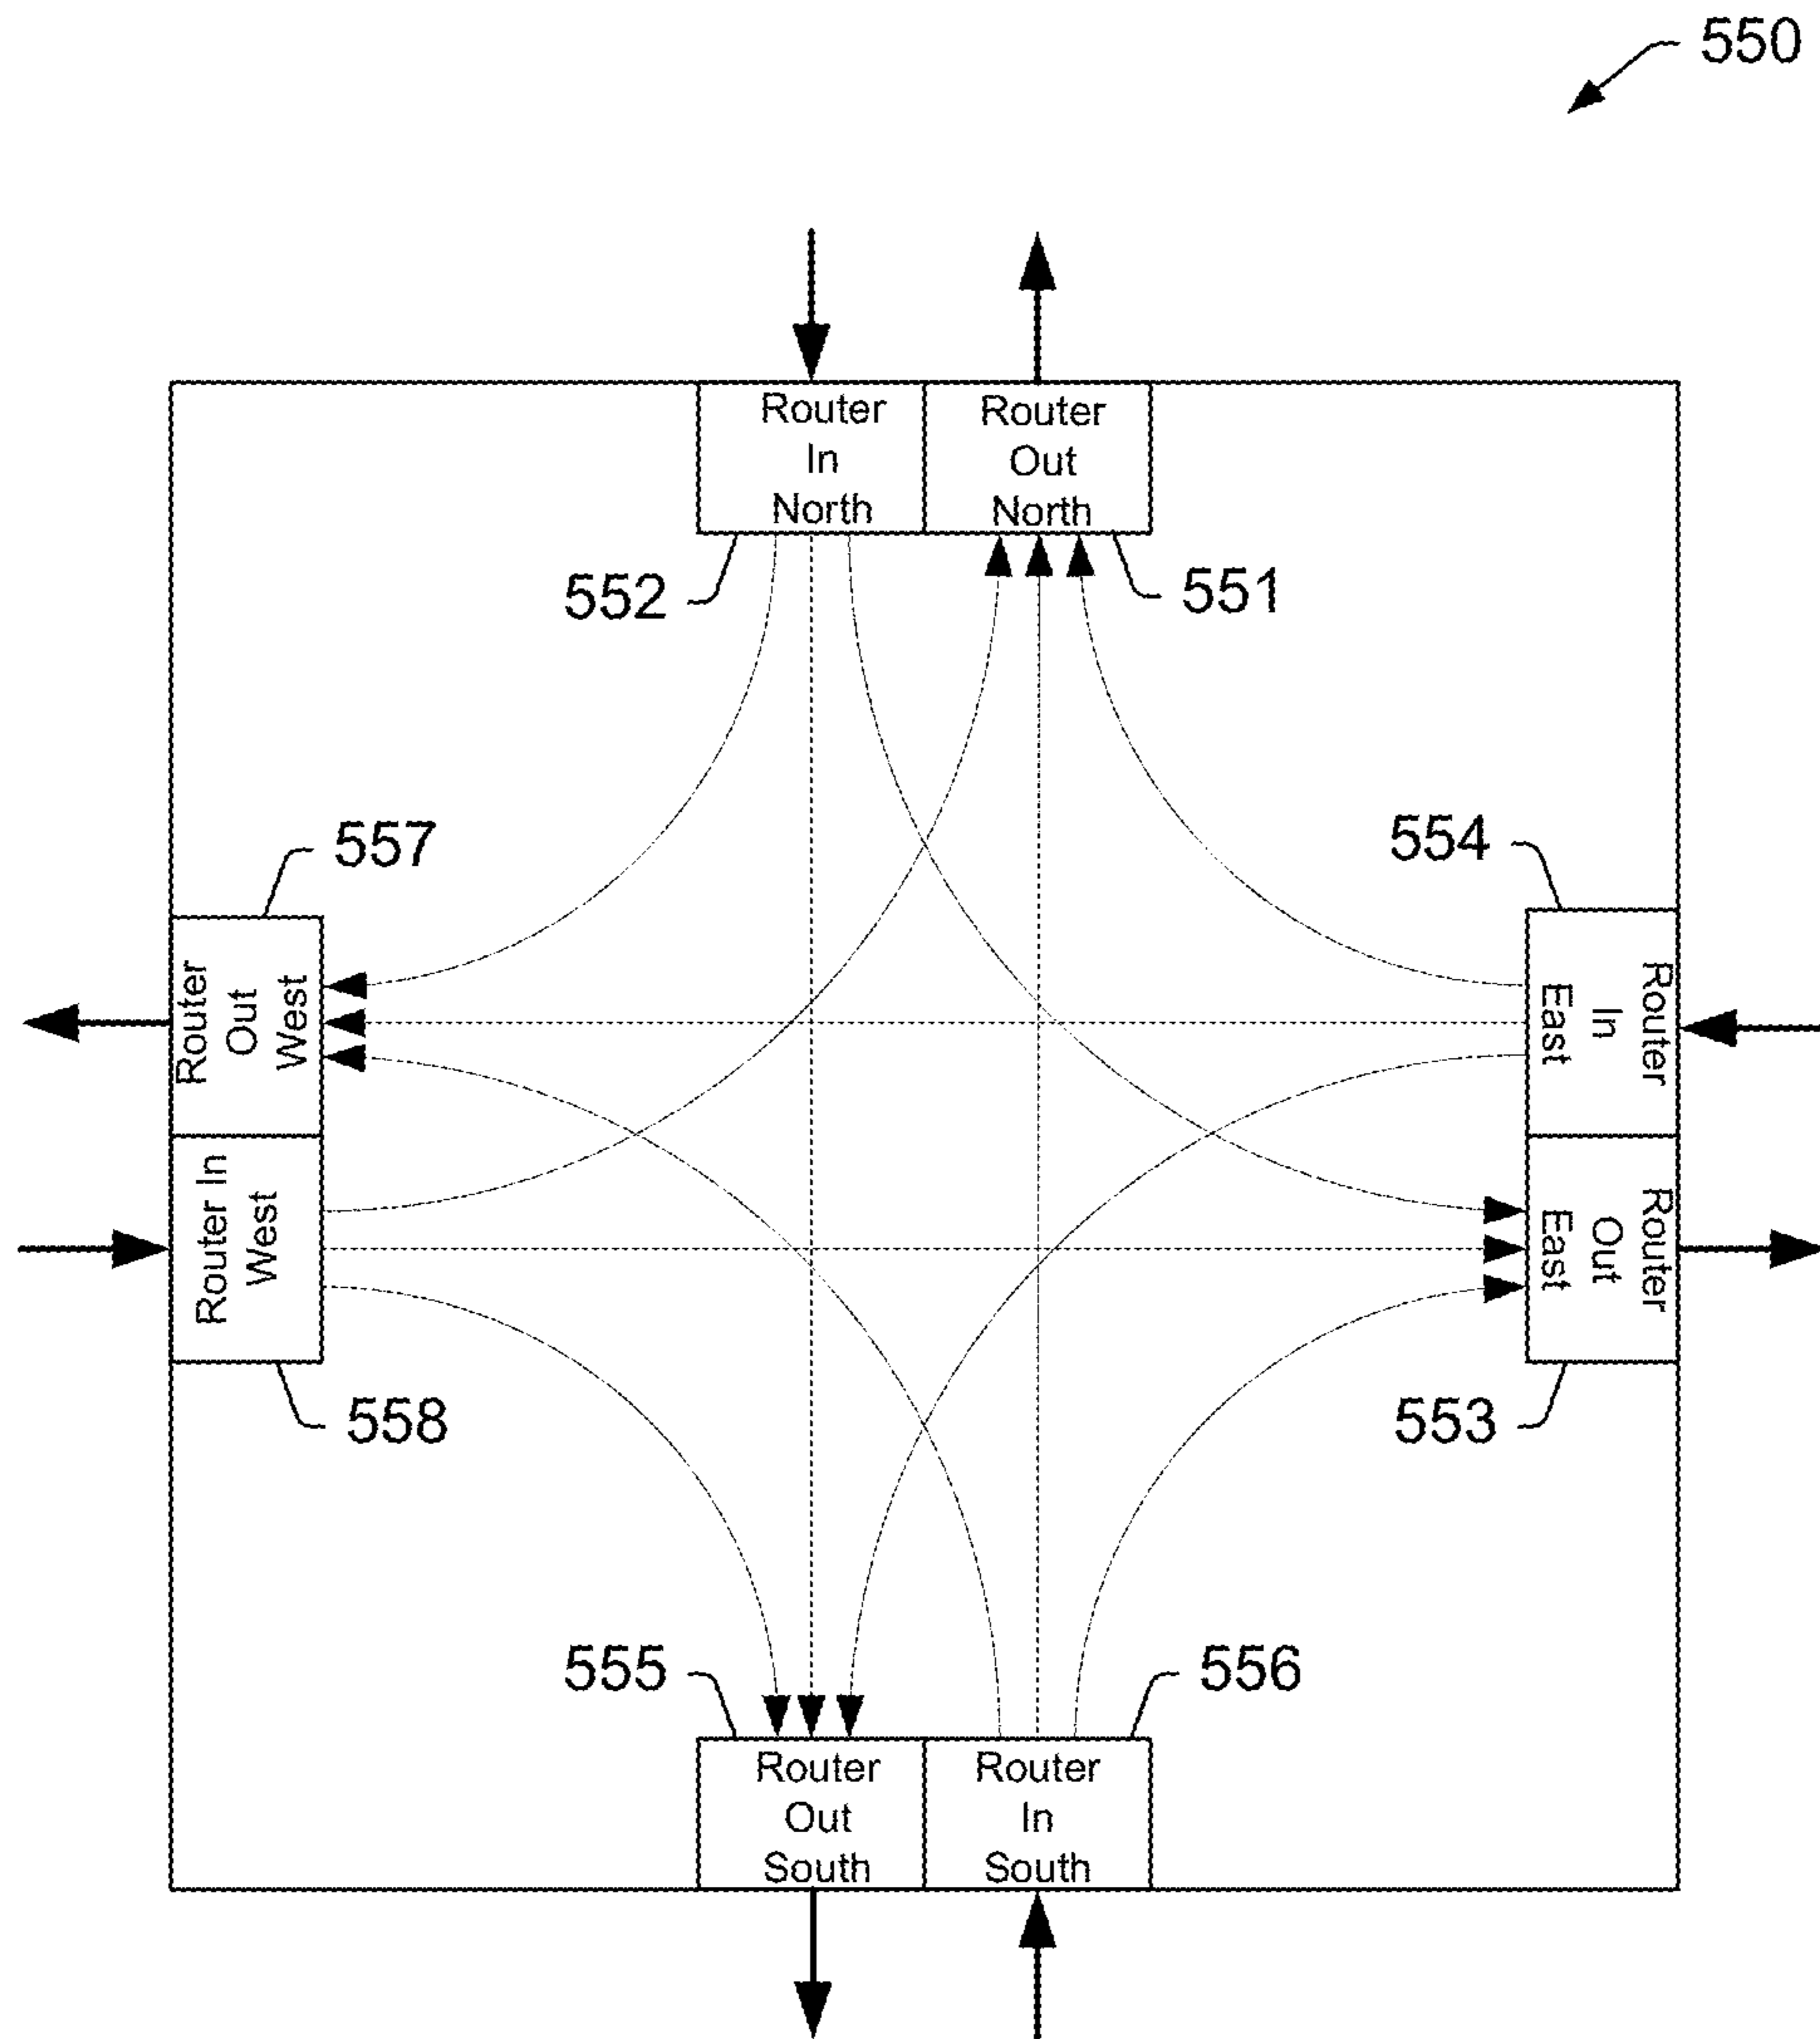 550
Router
In
North
Router
Out
North
552
551
557
554
Router
Out
West
Router
In
East
Router In
West
Router
Out
East
558
553
555
556
Router
Out
South
Router
In
South